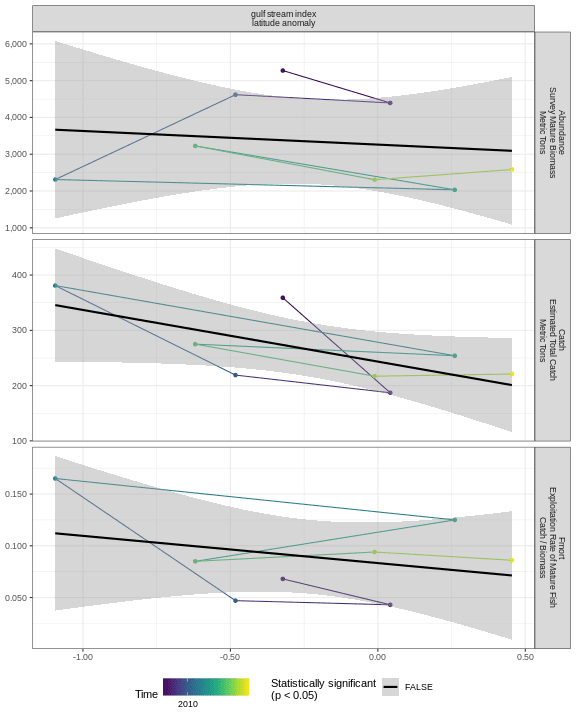 gulf stream index
latitude anomaly
6,000
5,000
4,000
3,000
2,000
1,000
Abundance
Survey Mature Biomass
Metric Tons
400
300
200
100
Catch
Estimated Total Catch
Metric Tons
0.150
0.100
0.050
Fmort
Exploitation Rate of Mature Fish
Catch / Biomass
-1.00
-0.50
0.00
0.50
Time
2010
Statistically significant
(p < 0.05)
FALSE